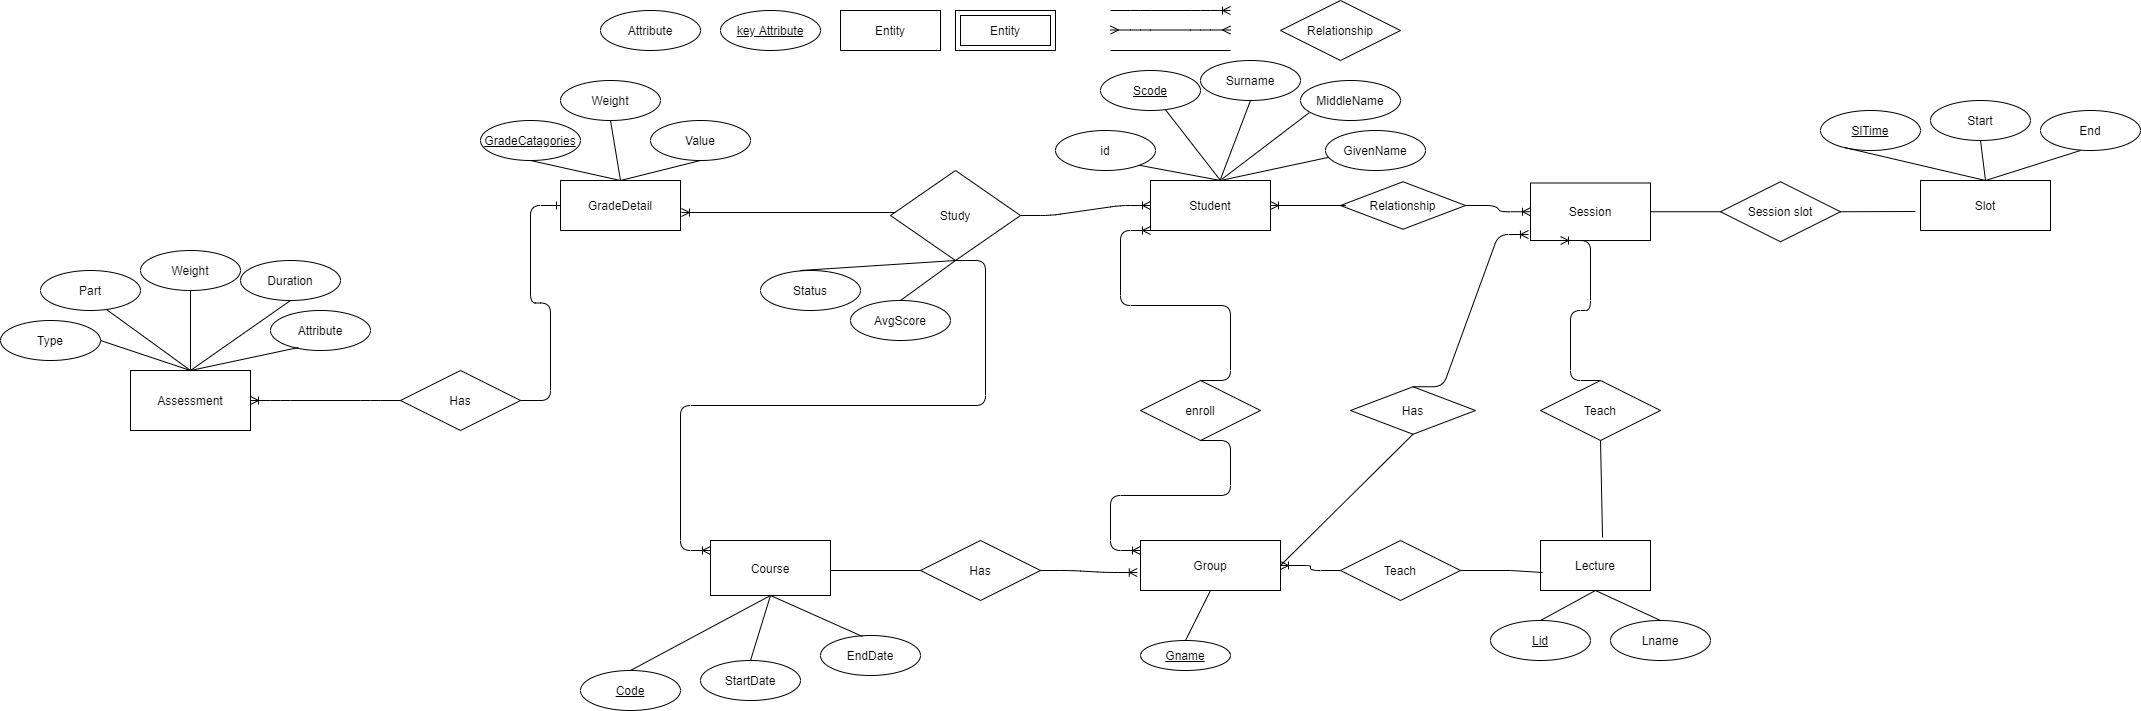 Attribute
key Attribute
Entity
Entity
Relationship
Scode
Surname
MiddleName
id
GivenName
GradeCatagories
Weight
Value
SlTime
Start
End
GradeDetail
Study
Student
Relationship
Session
Session slot
Slot
Status
AvgScore
Type
Part
Weight
Duration
Attribute
Assessment
Has
enroll
Has
Teach
Course
Has
Group
Teach
Lecture
Code
StartDate
EndDate
Gname
Lid
Lname